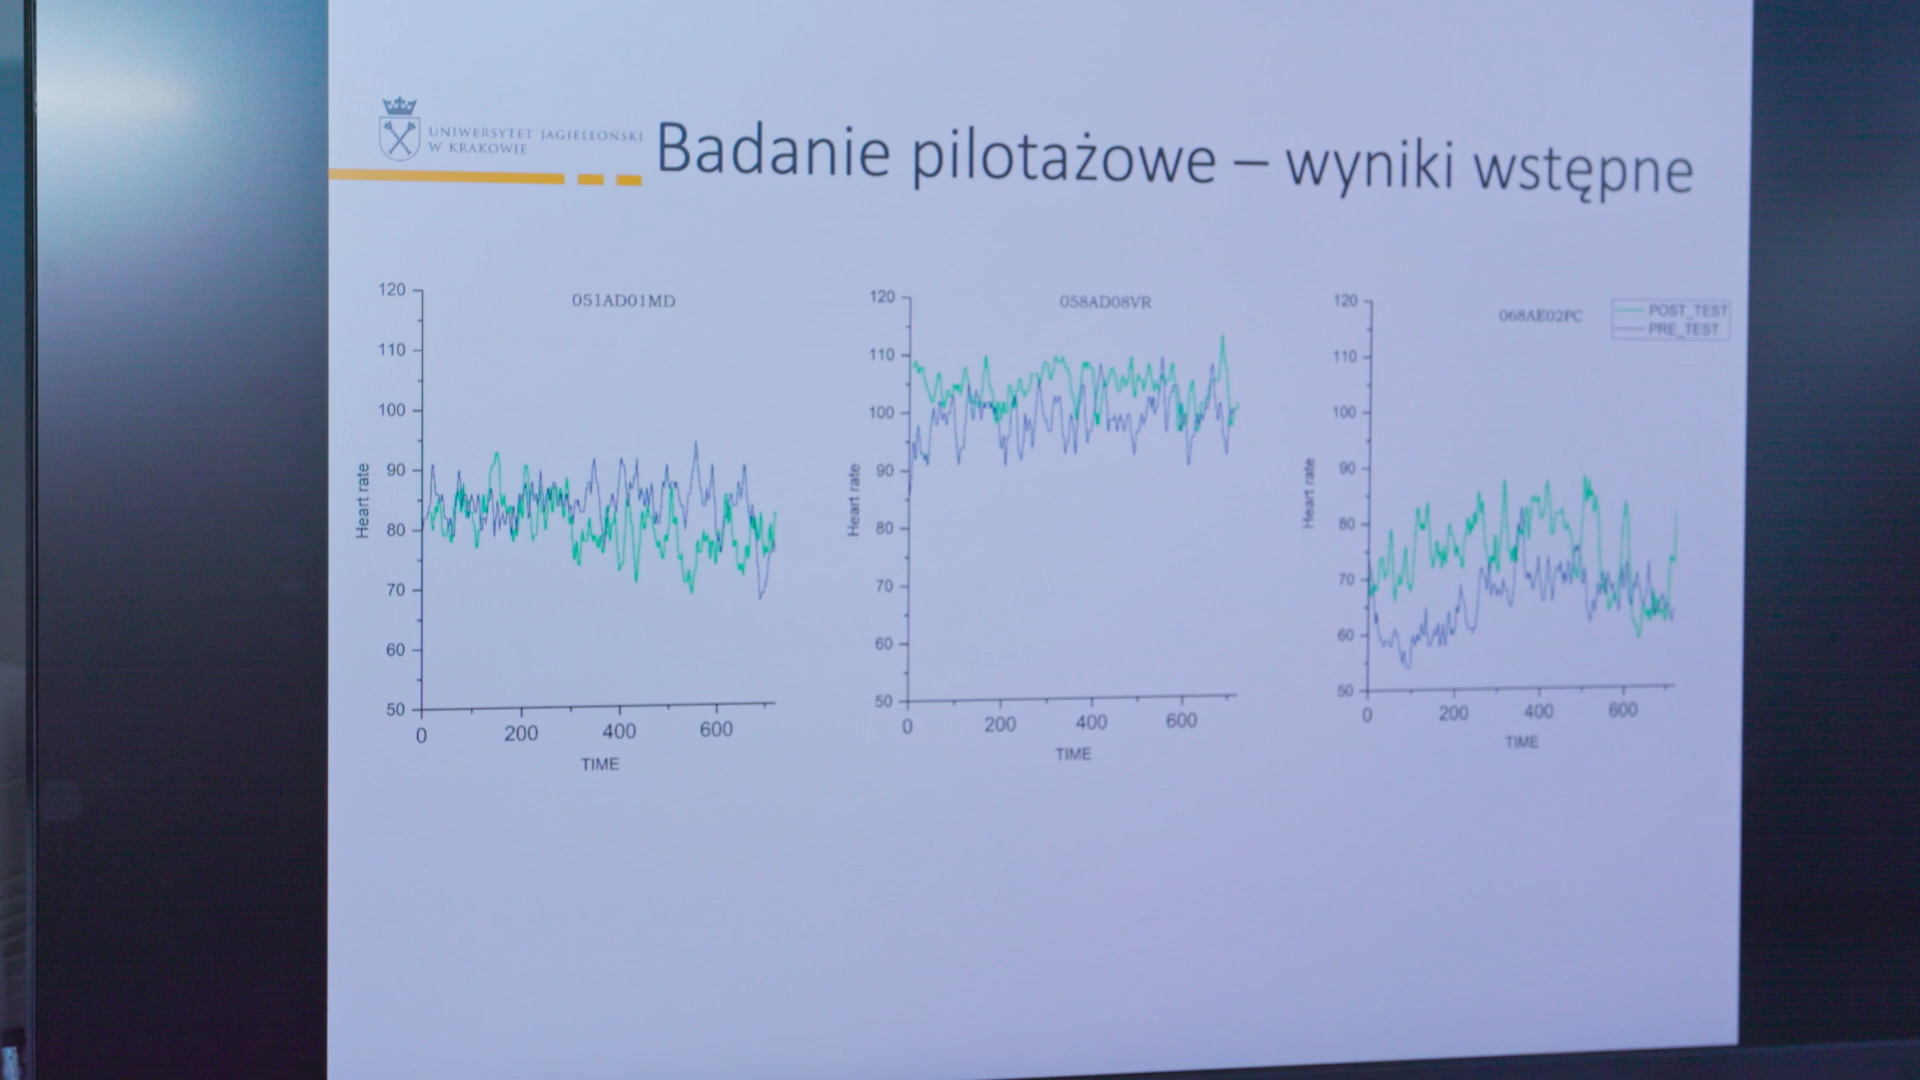 UNIWERSYTET JAGIELLOŃSKI
W KRAKOWIE
Badanie pilotażowe – wyniki wstępne
051AD01MD
120
110
100
90
80
70
60
50
Heart rate
0 200 400 600
TIME
058AD08VR
120
110
100
90
80
70
60
50
Heart rate
0 200 400 600
TIME
068AE02PC
POST_TEST
PRE_TEST
120
110
100
90
80
70
60
50
Heart rate
0 200 400 600
TIME